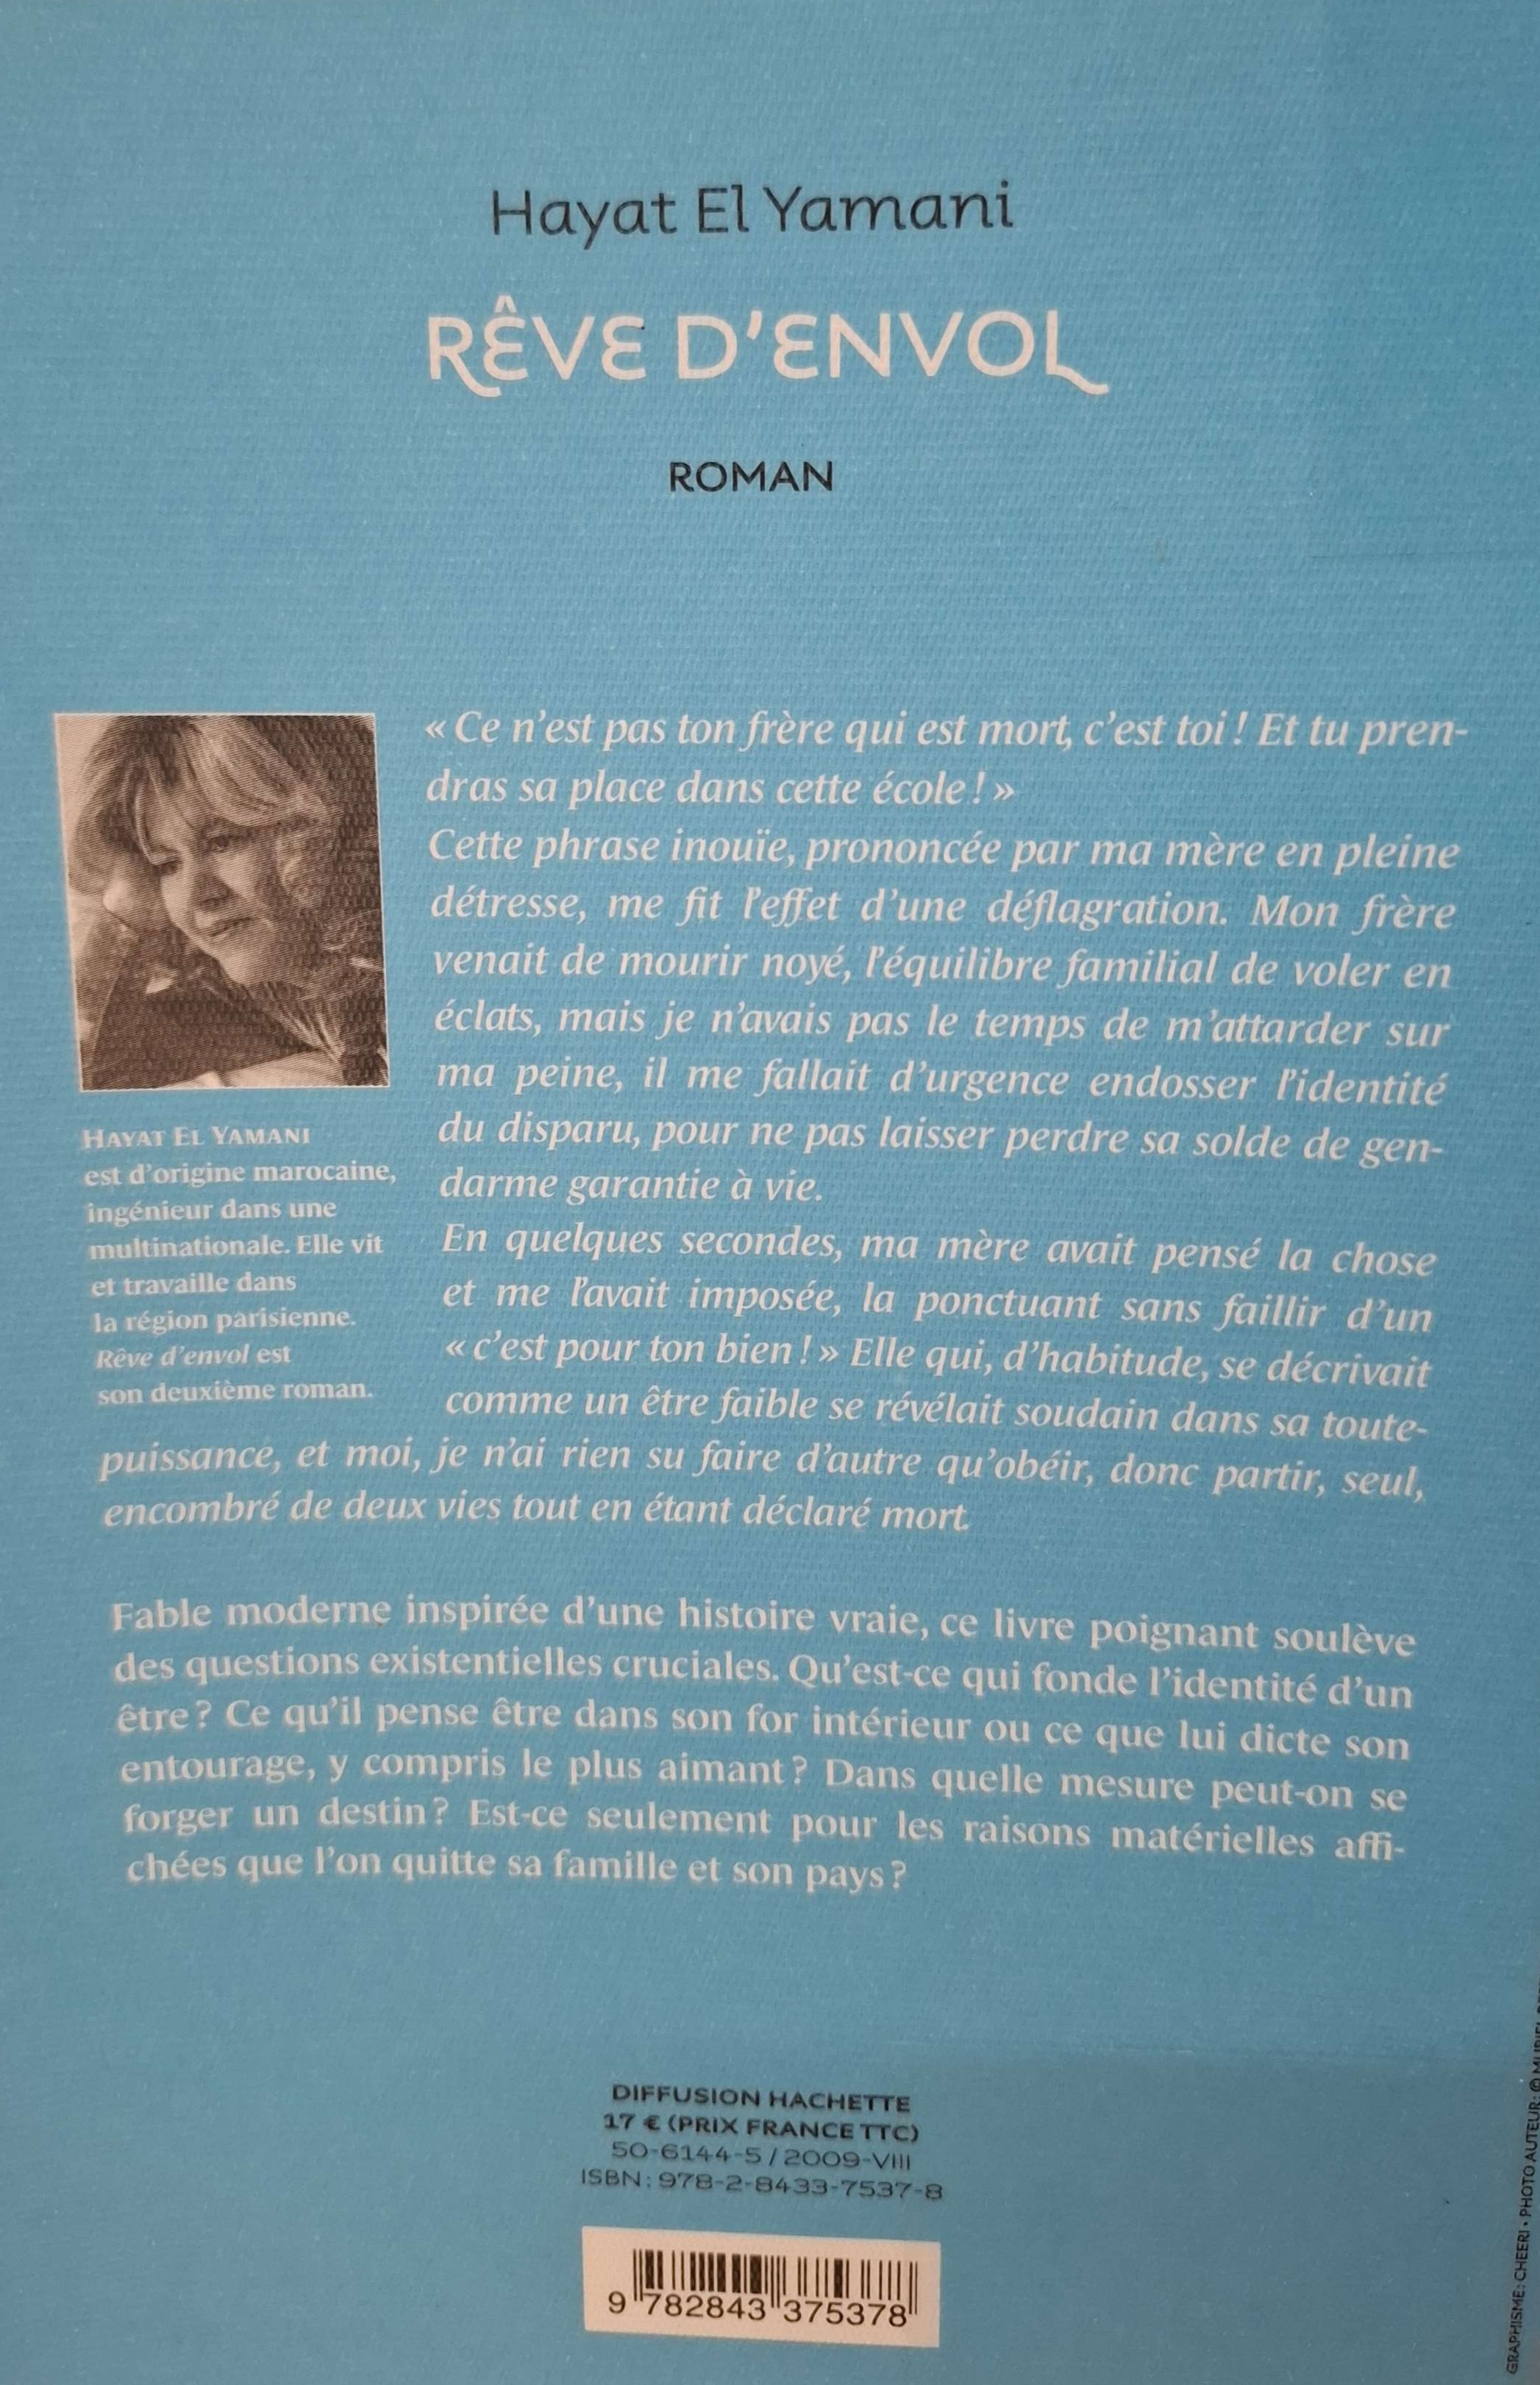 Hayat El Yamani
RÊVE D'ENVOL
ROMAN
« Ce n'est pas ton frère qui est mort, c'est toi ! Et tu pren-
dras sa place dans cette école ! »
Cette phrase inouïe, prononcée par ma mère en pleine
détresse, me fit l'effet d'une déflagration. Mon frère
venait de mourir noyé, l'équilibre familial de voler en
éclats, mais je n'avais pas le temps de m'attarder sur
ma peine, il me fallait d'urgence endosser l'identité
du disparu, pour ne pas laisser perdre sa solde de gen-
darme garantie à vie.
En quelques secondes, ma mère avait pensé la chose
et me l'avait imposée, la ponctuant sans faillir d'un
« c'est pour ton bien ! » Elle qui, d'habitude, se décrivait
comme un être faible se révélait soudain dans sa toute-
puissance, et moi, je n'ai rien su faire d'autre qu'obéir, donc partir, seul,
encombré de deux vies tout en étant déclaré mort.
HAYAT EL YAMANI
est d'origine marocaine,
ingénieur dans une
multinationale. Elle vit
et travaille dans
la région parisienne.
Rêve d'envol est
son deuxième roman.
Fable moderne inspirée d'une histoire vraie, ce livre poignant soulève
des questions existentielles cruciales. Qu'est-ce qui fonde l'identité d'un
être ? Ce qu'il pense être dans son for intérieur ou ce que lui dicte son
entourage, y compris le plus aimant ? Dans quelle mesure peut-on se
forger un destin ? Est-ce seulement pour les raisons matérielles affi-
chées que l'on quitte sa famille et son pays ?
DIFFUSION HACHETTE
17 € (PRIX FRANCE TTC)
50-6144-5 / 2009-VIII
ISBN : 978-2-8433-7537-8
9 782843 375378
GRAPHISME : CHEERI • PHOTO AUTEUR : ©